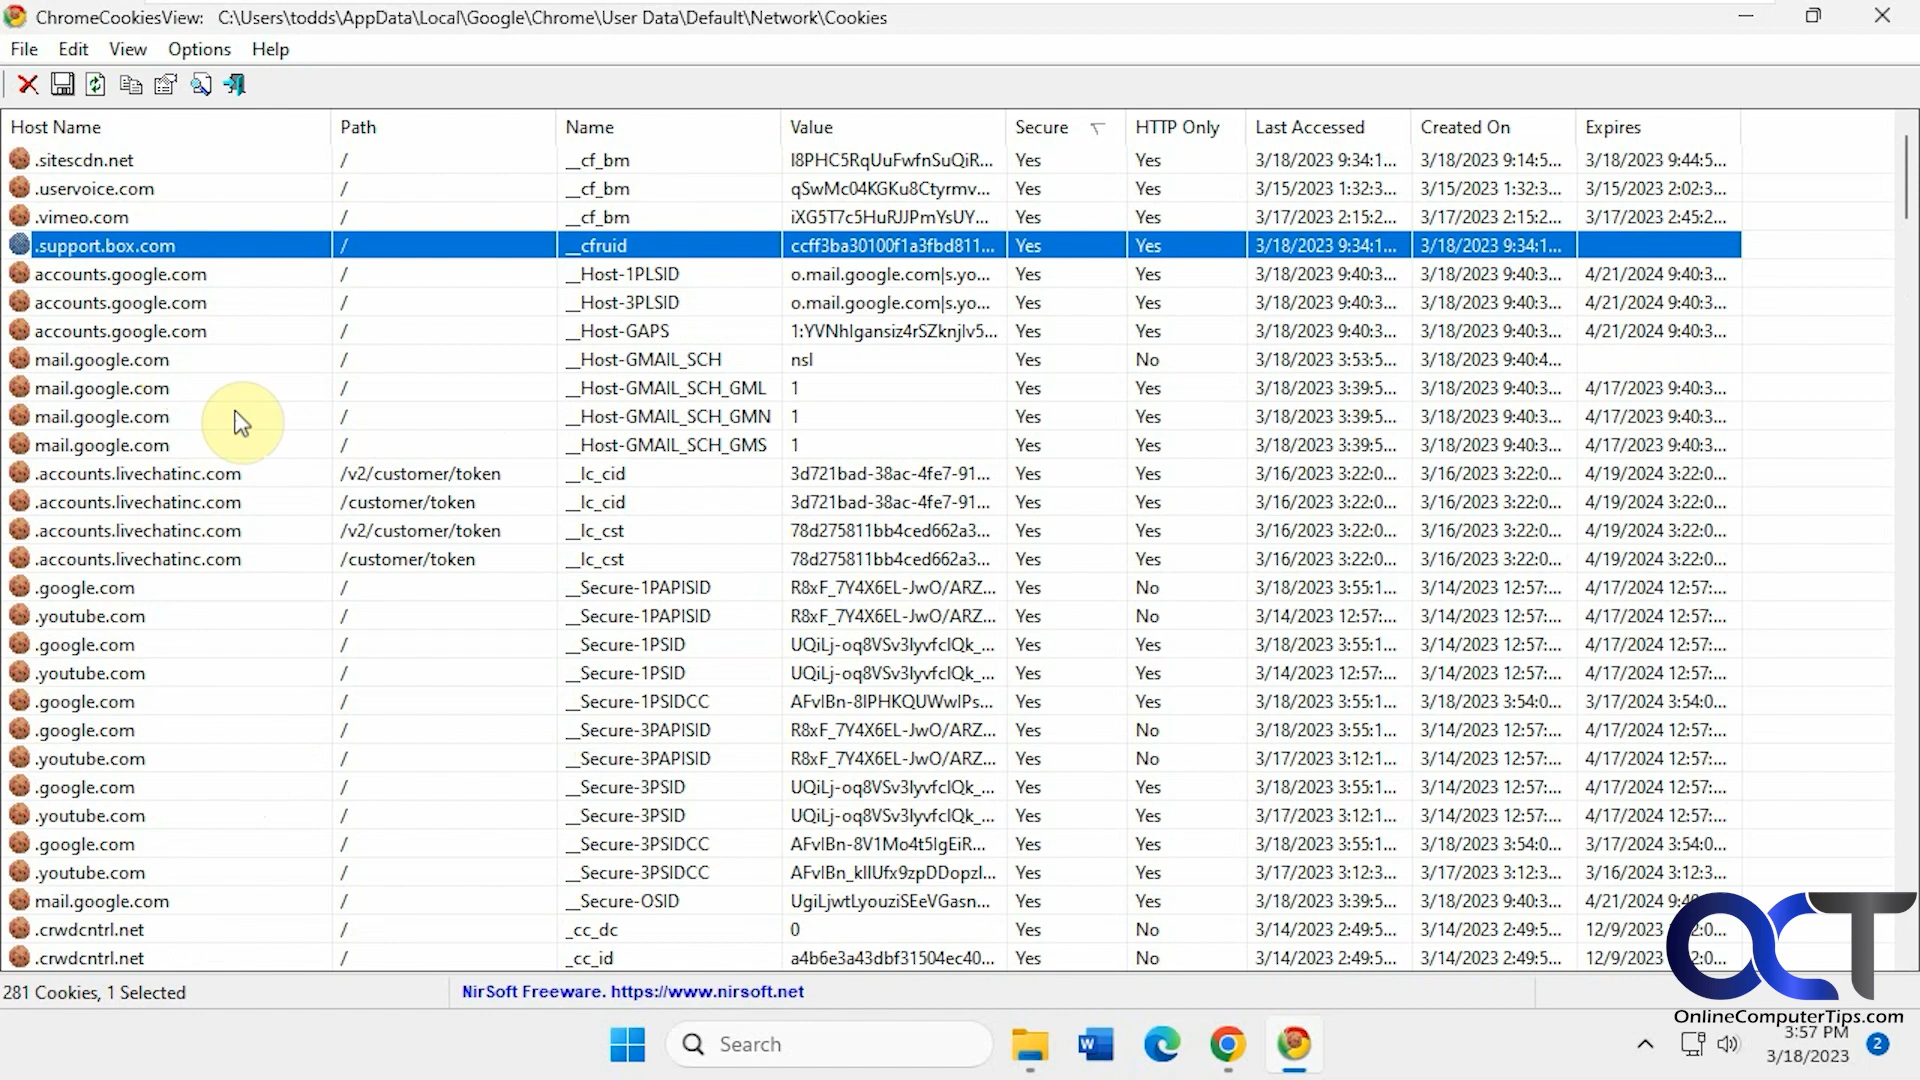 ChromeCookiesView: C:\Users\todds\AppData\Local\Google\Chrome\User Data\Default\Network\Cookies
File Edit View Options Help
Host Name Path Name Value Secure HTTP Only Last Accessed Created On Expires
.sitescdn.net / __cf_bm I8PHC5RqUuFwfnSuQiR... Yes Yes 3/18/2023 9:34:1... 3/18/2023 9:14:5... 3/18/2023 9:44:5...
.uservoice.com / __cf_bm qSwMc04KGKu8Ctyrmv... Yes Yes 3/15/2023 1:32:3... 3/15/2023 1:32:3... 3/15/2023 2:02:3...
.vimeo.com / __cf_bm iXG5T7c5HuRJJPmYsUY... Yes Yes 3/17/2023 2:15:2... 3/17/2023 2:15:2... 3/17/2023 2:45:2...
.support.box.com / __cfruid ccff3ba30100f1a3fbd811... Yes Yes 3/18/2023 9:34:1... 3/18/2023 9:34:1...
accounts.google.com / __Host-1PLSID o.mail.google.com|s.yo... Yes Yes 3/18/2023 9:40:3... 3/18/2023 9:40:3... 4/21/2024 9:40:3...
accounts.google.com / __Host-3PLSID o.mail.google.com|s.yo... Yes Yes 3/18/2023 9:40:3... 3/18/2023 9:40:3... 4/21/2024 9:40:3...
accounts.google.com / __Host-GAPS 1:YVNhlgansiz4rSZknjlv5... Yes Yes 3/18/2023 9:40:3... 3/18/2023 9:40:3... 4/21/2024 9:40:3...
mail.google.com / __Host-GMAIL_SCH nsl Yes No 3/18/2023 3:53:5... 3/18/2023 9:40:4...
mail.google.com / __Host-GMAIL_SCH_GML 1 Yes Yes 3/18/2023 3:39:5... 3/18/2023 9:40:3... 4/17/2023 9:40:3...
mail.google.com / __Host-GMAIL_SCH_GMN 1 Yes Yes 3/18/2023 3:39:5... 3/18/2023 9:40:3... 4/17/2023 9:40:3...
mail.google.com / __Host-GMAIL_SCH_GMS 1 Yes Yes 3/18/2023 3:39:5... 3/18/2023 9:40:3... 4/17/2023 9:40:3...
.accounts.livechatinc.com /v2/customer/token __lc_cid 3d721bad-38ac-4fe7-91... Yes Yes 3/16/2023 3:22:0... 3/16/2023 3:22:0... 4/19/2024 3:22:0...
.accounts.livechatinc.com /customer/token __lc_cid 3d721bad-38ac-4fe7-91... Yes Yes 3/16/2023 3:22:0... 3/16/2023 3:22:0... 4/19/2024 3:22:0...
.accounts.livechatinc.com /v2/customer/token __lc_cst 78d275811bb4ced662a3... Yes Yes 3/16/2023 3:22:0... 3/16/2023 3:22:0... 4/19/2024 3:22:0...
.accounts.livechatinc.com /customer/token __lc_cst 78d275811bb4ced662a3... Yes Yes 3/16/2023 3:22:0... 3/16/2023 3:22:0... 4/19/2024 3:22:0...
.google.com / __Secure-1PAPISID R8xF_7Y4X6EL-JwO/ARZ... Yes No 3/18/2023 3:55:1... 3/14/2023 12:57:... 4/17/2024 12:57:...
.youtube.com / __Secure-1PAPISID R8xF_7Y4X6EL-JwO/ARZ... Yes No 3/14/2023 12:57:... 3/14/2023 12:57:... 4/17/2024 12:57:...
.google.com / __Secure-1PSID UQiLj-oq8VSv3lyvfclQk_... Yes Yes 3/18/2023 3:55:1... 3/14/2023 12:57:... 4/17/2024 12:57:...
.youtube.com / __Secure-1PSID UQiLj-oq8VSv3lyvfclQk_... Yes Yes 3/14/2023 12:57:... 3/14/2023 12:57:... 4/17/2024 12:57:...
.google.com / __Secure-1PSIDCC AFvIBn-8lPHKQUWwlPs... Yes Yes 3/18/2023 3:55:1... 3/18/2023 3:54:0... 3/17/2024 3:54:0...
.google.com / __Secure-3PAPISID R8xF_7Y4X6EL-JwO/ARZ... Yes No 3/18/2023 3:55:1... 3/14/2023 12:57:... 4/17/2024 12:57:...
.youtube.com / __Secure-3PAPISID R8xF_7Y4X6EL-JwO/ARZ... Yes No 3/17/2023 3:12:1... 3/14/2023 12:57:... 4/17/2024 12:57:...
.google.com / __Secure-3PSID UQiLj-oq8VSv3lyvfclQk_... Yes Yes 3/18/2023 3:55:1... 3/14/2023 12:57:... 4/17/2024 12:57:...
.youtube.com / __Secure-3PSID UQiLj-oq8VSv3lyvfclQk_... Yes Yes 3/17/2023 3:12:1... 3/14/2023 12:57:... 4/17/2024 12:57:...
.google.com / __Secure-3PSIDCC AFvIBn-8V1Mo4t5lgEiR... Yes Yes 3/18/2023 3:55:1... 3/18/2023 3:54:0... 3/17/2024 3:54:0...
.youtube.com / __Secure-3PSIDCC AFvIBn_kllUfx9zpDDopzl... Yes Yes 3/17/2023 3:12:3... 3/17/2023 3:12:3... 3/16/2024 3:12:3...
mail.google.com / __Secure-OSID UgiLjwtLyouziSEeVGasn... Yes Yes 3/18/2023 3:39:5... 3/18/2023 9:40:3... 4/21/2024 9:40
.crwdcntrl.net / _cc_dc 0 Yes No 3/14/2023 2:49:5... 3/14/2023 2:49:5... 12/9/2023 2:0...
.crwdcntrl.net / _cc_id a4b6e3a43dbf31504ec40... Yes No 3/14/2023 2:49:5... 3/14/2023 2:49:5... 12/9/2023 2:0...
281 Cookies, 1 Selected NirSoft Freeware. https://www.nirsoft.net
OCT
OnlineComputerTips.com
Search
3:57 PM
3/18/2023
2